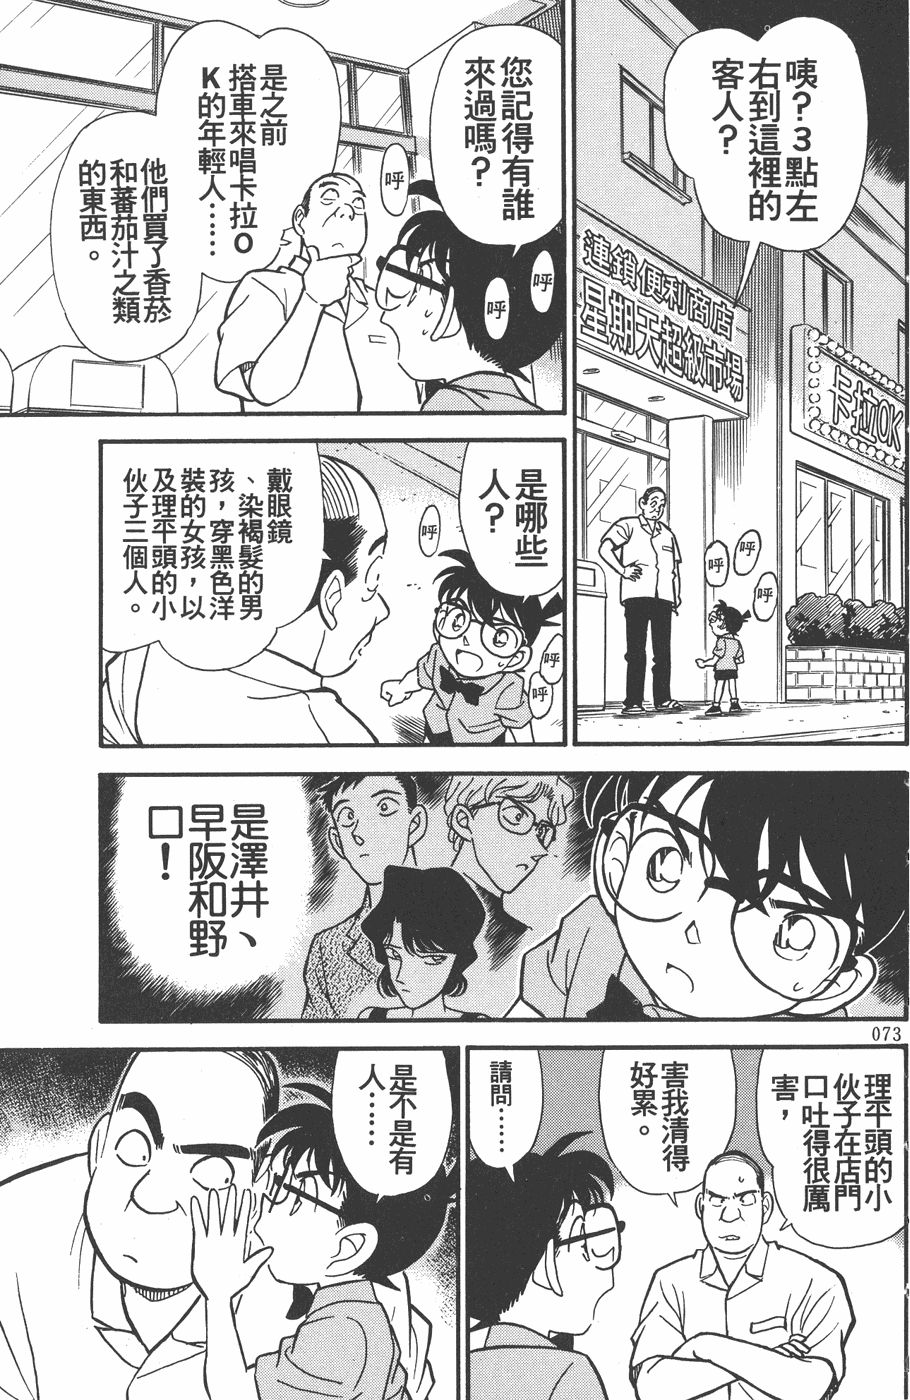 咦？3點左
右到這裡的
客人？
連鎖便利商店
星期天超級市場
卡拉OK
呼
呼
呼
您記得有誰
來過嗎？
呼
呼
呼
是之前
搭車來唱卡拉O
K的年輕人……
他們買了香菸
和蕃茄汁之類
的東西。
是哪些
人？
呼
呼
呼
戴眼鏡
、染褐髮的男
孩，穿黑色洋
裝的女孩，以
及理平頭的小
伙子三個人。
是澤井、
早阪和野
口！
073
理平頭的小
伙子在店門
口吐得很厲
害，
害我清得
好累。
請問……
是不是有
人……